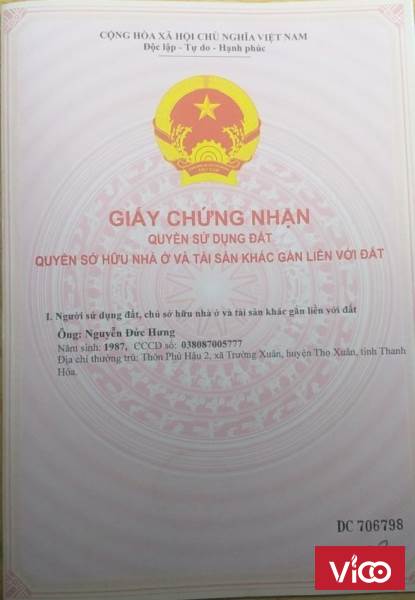 CỘNG HÒA XÃ HỘI CHỦ NGHĨA VIỆT NAM
Độc lập - Tự do - Hạnh phúc
VIỆT NAM
GIẤY CHỨNG NHẬN
QUYỀN SỬ DỤNG ĐẤT
QUYỀN SỞ HỮU NHÀ Ở VÀ TÀI SẢN KHÁC GẮN LIỀN VỚI ĐẤT
I. Người sử dụng đất, chủ sở hữu nhà ở và tài sản khác gắn liền với đất
Ông: Nguyễn Đức Hưng
Năm sinh: 1987, CCCD số: 038087005777
Địa chỉ thường trú: Thôn Phú Hậu 2, xã Trường Xuân, huyện Thọ Xuân, tỉnh Thanh
Hóa.
DC 706798
Vico